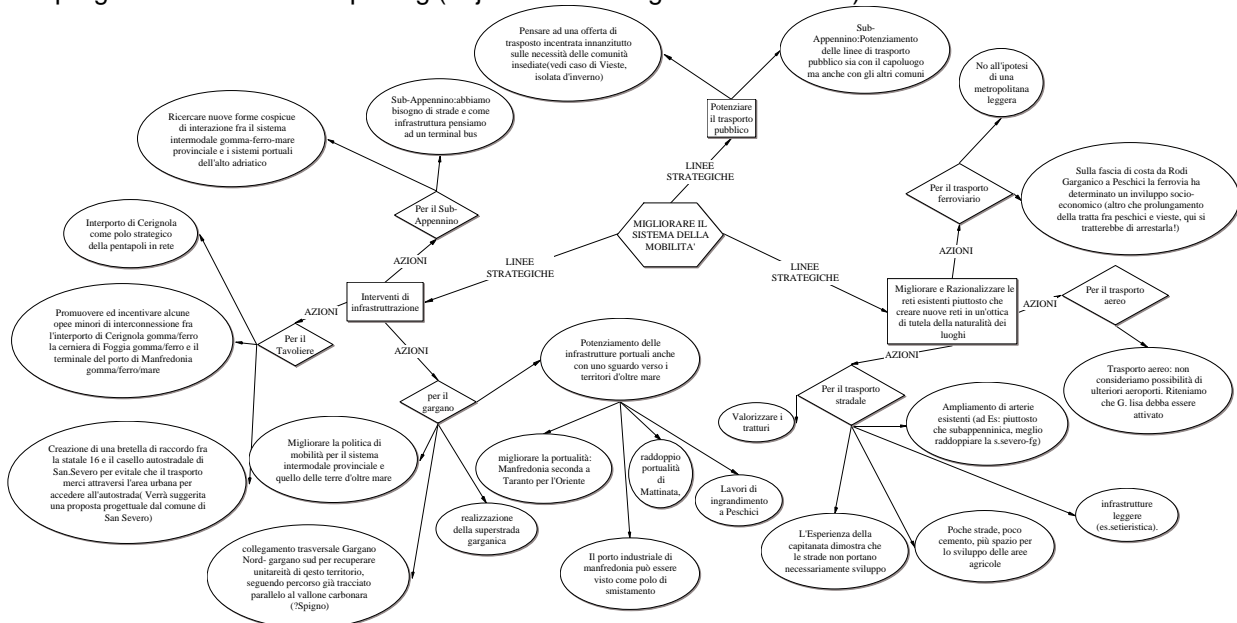 Pensare ad una offerta di
trasposto incentrata innanzitutto
sulle necessità delle comunità
insediate(vedi caso di Vieste,
isolata d'inverno)
Sub-
Appennino:Potenziamento
delle linee di trasporto
pubblico sia con il capoluogo
ma anche con gli altri comuni
No all'ipotesi
di una
metropolitana
leggera
Potenziare
il trasporto
pubblico
Ricercare nuove forme cospicue
di interazione fra il sistema
intermodale gomma-ferro-mare
provinciale e i sistemi portuali
dell'alto adriatico
Sub-Appennino:abbiamo
bisogno di strade e come
infrastruttura pensiamo
ad un terminal bus
LINEE
STRATEGICHE
Per il trasporto
ferroviario
Sulla fascia di costa da Rodi
Garganico a Peschici la ferrovia ha
determinato un inviluppo socio-
economico (altro che prolungamento
della tratta fra peschici e vieste, qui si
tratterebbe di arrestarla!)
Per il Sub-
Appennino
MIGLIORARE IL
SISTEMA DELLA
MOBILITA'
Interporto di Cerignola
come polo strategico
della pentapoli in rete
AZIONI
LINEE
STRATEGICHE
LINEE
STRATEGICHE
AZIONI
Interventi di
infrastruttrazione
Migliorare e Razionalizzare le
reti esistenti piuttosto che
creare nuove reti in un'ottica
di tutela della naturalità dei
luoghi
AZIONI
Per il trasporto
aereo
AZIONI
Promuovere ed incentivare alcune
opee minori di interconnessione fra
l'interporto di Cerignola gomma/ferro
la cerniera di Foggia gomma/ferro e il
terminale del porto di Manfredonia
gomma/ferro/mare
Per il
Tavoliere
AZIONI
AZIONI
Potenziamento delle
infrastrutture portuali anche
con uno sguardo verso i
territori d'oltre mare
Per il trasporto
stradale
Trasporto aereo: non
consideriamo possibilità di
ulteriori aeroporti. Riteniamo
che G. lisa debba essere
attivato
per il
gargano
Valorizzare i
tratturi
Ampliamento di arterie
esistenti (ad Es: piuttosto
che subappenninica, meglio
raddoppiare la s.severo-fg)
Creazione di una bretella di raccordo fra
la statale 16 e il casello autostradale di
San.Severo per evitale che il trasporto
merci attraversi l'area urbana per
accedere all'autostrada( Verrà suggerita
una proposta progettuale dal comune di
San Severo)
Migliorare la politica di
mobilità per il sistema
intermodale provinciale e
quello delle terre d'oltre mare
migliorare la portualità:
Manfredonia seconda a
Taranto per l'Oriente
raddoppio
portualità
di
Mattinata,
Lavori di
ingrandimento
a Peschici
infrastrutture
leggere
(es.setieristica).
realizzazione
della superstrada
garganica
L'Esperienza della
capitanata dimostra che
le strade non portano
necessariamente sviluppo
Poche strade, poco
cemento, più spazio per
lo sviluppo delle aree
agricole
collegamento trasversale Gargano
Nord- gargano sud per recuperare
unitareità di qesto territorio,
seguendo percorso già tracciato
parallelo al vallone carbonara
(?Spigno)
Il porto industriale di
manfredonia può essere
visto come polo di
smistamento